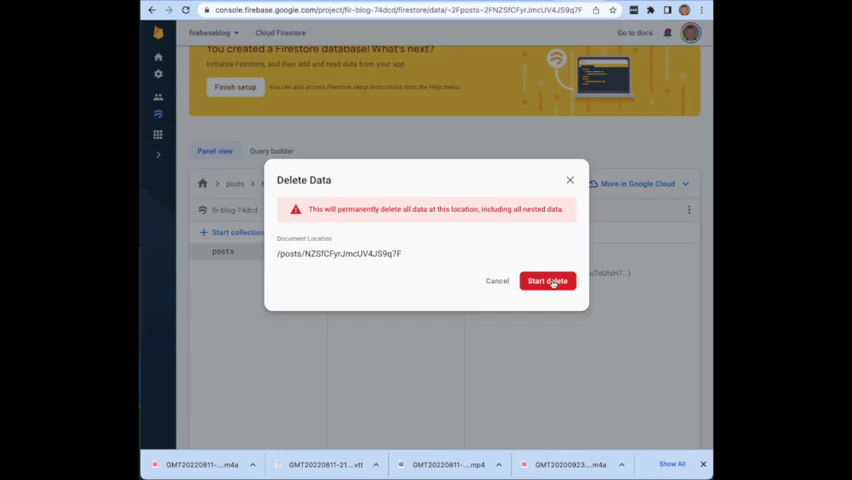 console.firebase.google.com/project/fir-blog-74dcd/firestore/data/~2Fposts~2FNZSfCFyrJmcUV4JS9q7F
firebaseblog
Cloud Firestore
Go to docs
You created a Firestore database! What's next?
Initialize Firestore, and then add and read data from your app
Finish setup
You can also access Firestore setup instructions from the Help menu.
Panel view
Query builder
posts
More in Google Cloud
fir-blog-74dcd
Start collection
posts
u7oUtsH7...}
Delete Data
This will permanently delete all data at this location, including all nested data.
Document Location
/posts/NZSfCFyrJmcUV4JS9q7F
Cancel
Start delete
GMT20220811-....m4a
GMT20220811-21....vtt
GMT20220811-....mp4
GMT20200923....m4a
Show All